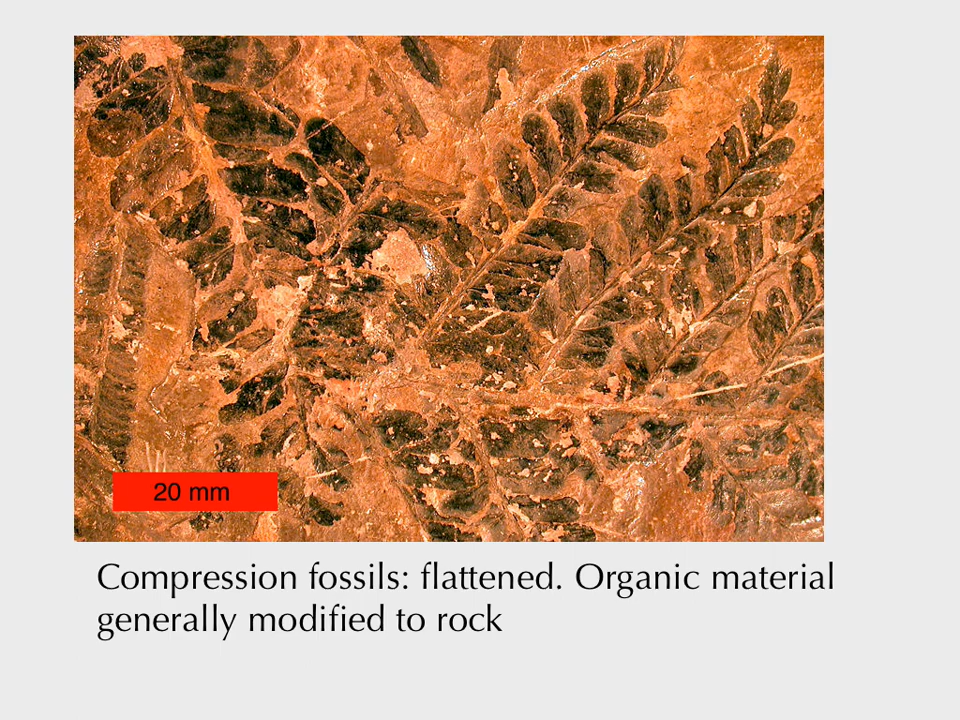 20 mm
Compression fossils: flattened. Organic material
generally modified to rock